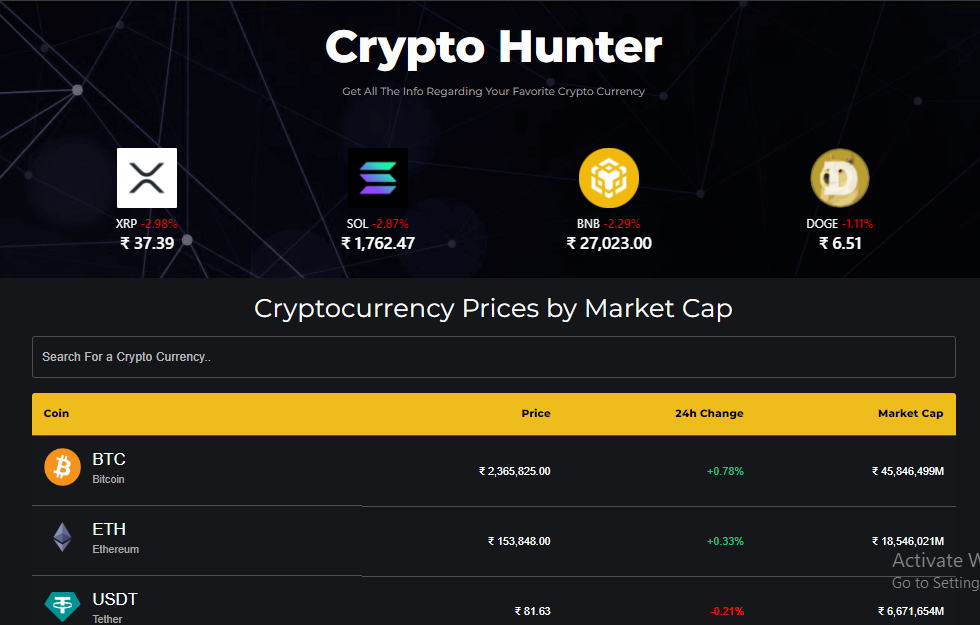 Crypto Hunter
Get All The Info Regarding Your Favorite Crypto Currency
XRP -2.98%
₹ 37.39
SOL -2.87%
₹ 1,762.47
BNB -2.29%
₹ 27,023.00
DOGE -1.11%
₹ 6.51
Cryptocurrency Prices by Market Cap
Search For a Crypto Currency..
Coin Price 24h Change Market Cap
BTC
Bitcoin
₹ 2,365,825.00 +0.78% ₹ 45,846,499M
ETH
Ethereum
₹ 153,848.00 +0.33% ₹ 18,546,021M
Activate W
Go to Setting
USDT
Tether
₹ 81.63 -0.21% ₹ 6,671,654M